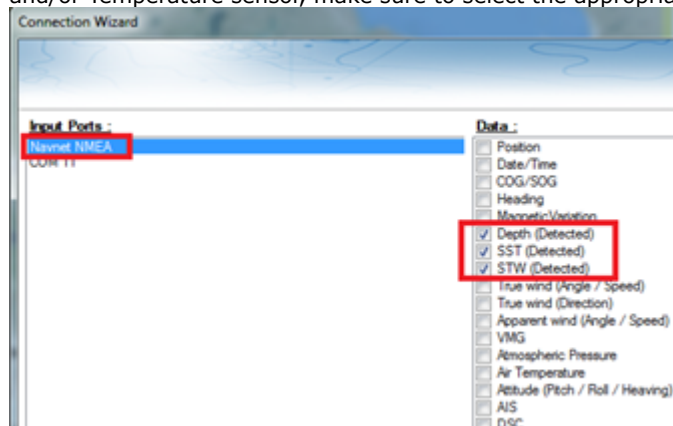 and/or Temperature sensor, make sure to select the appropria
Connection Wizard
Input Ports :
Navnet NMEA
COM 11
Data :
Position
Date/Time
COG/SOG
Heading
Magnetic Variation
Depth (Detected)
SST (Detected)
STW (Detected)
True wind (Angle / Speed)
True wind (Direction)
Apparent wind (Angle / Speed)
VMG
Atmospheric Pressure
Air Temperature
Attitude (Pitch / Roll / Heaving)
AIS
DSC